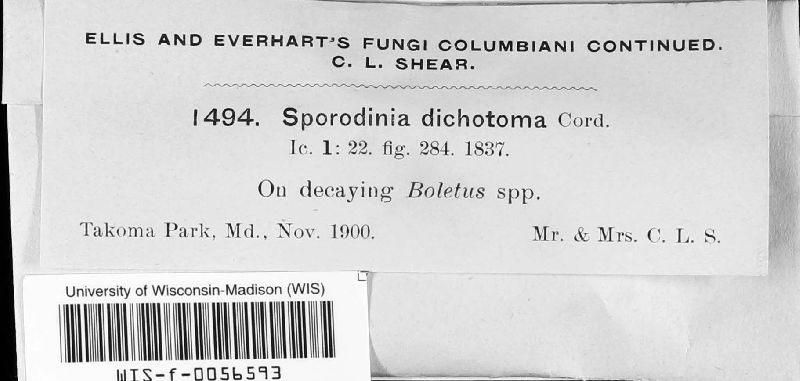 ELLIS AND EVERHART'S FUNGI COLUMBIANI CONTINUED.
C. L. SHEAR.
1494. Sporodinia dichotoma Cord.
Ic. 1: 22. fig. 284. 1837.
On decaying Boletus spp.
Takoma Park, Md., Nov. 1900. Mr. & Mrs. C. L. S.
University of Wisconsin-Madison (WIS)
WIS-f-0056593